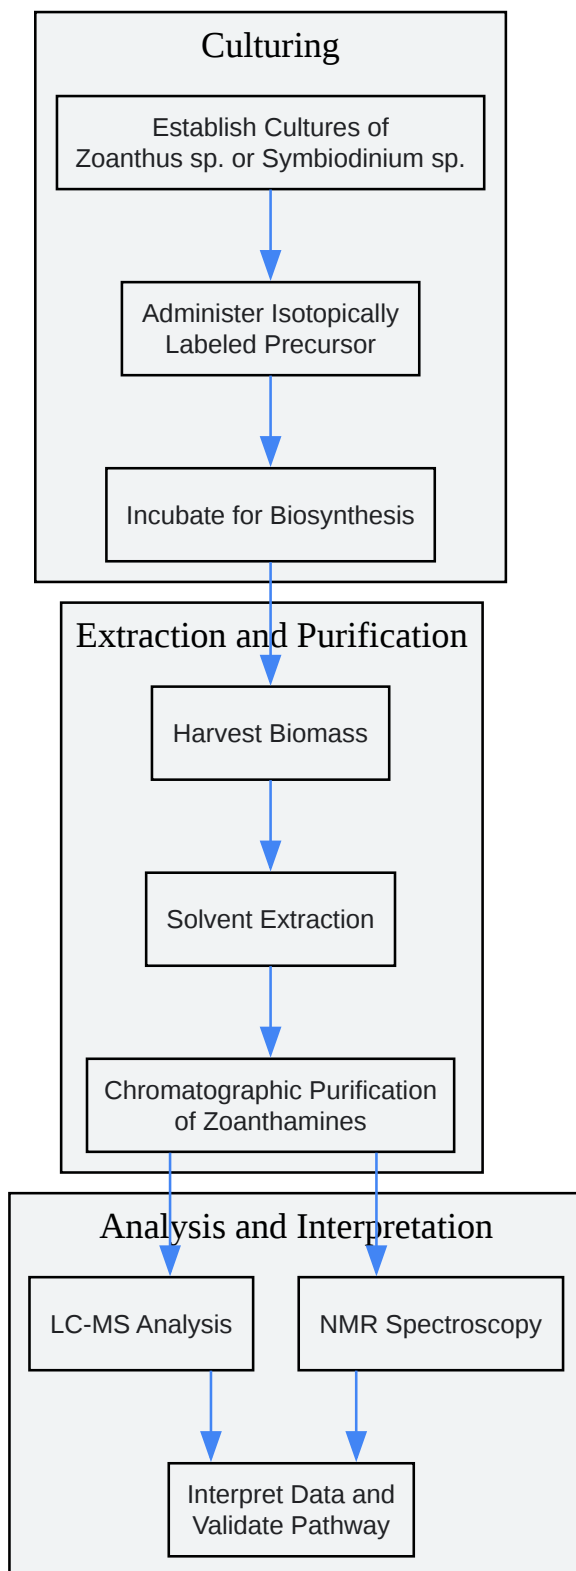 Culturing
Establish Cultures of
Zoanthus sp. or Symbiodinium sp.
Administer Isotopically
Labeled Precursor
Incubate for Biosynthesis
Extraction and Purification
Harvest Biomass
Solvent Extraction
Chromatographic Purification
of Zoanthamines
Analysis and Interpretation
LC-MS Analysis
NMR Spectroscopy
Interpret Data and
Validate Pathway